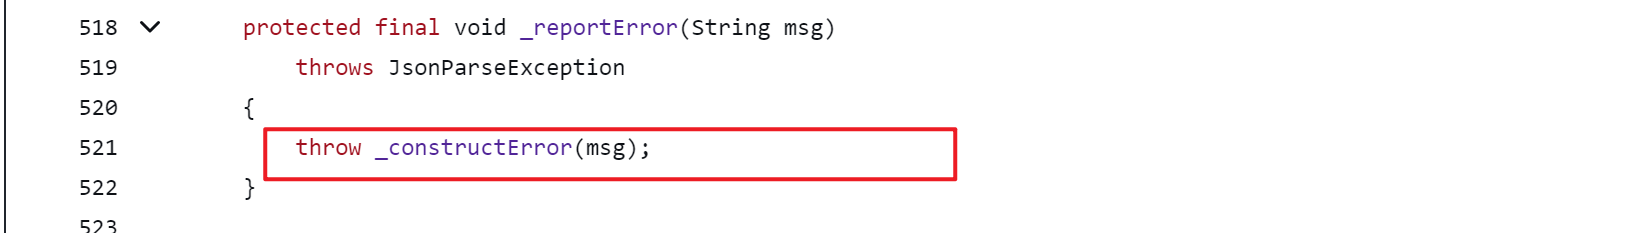 518 protected final void _reportError(String msg)
519 throws JsonParseException
520 {
521 throw _constructError(msg);
522 }
523